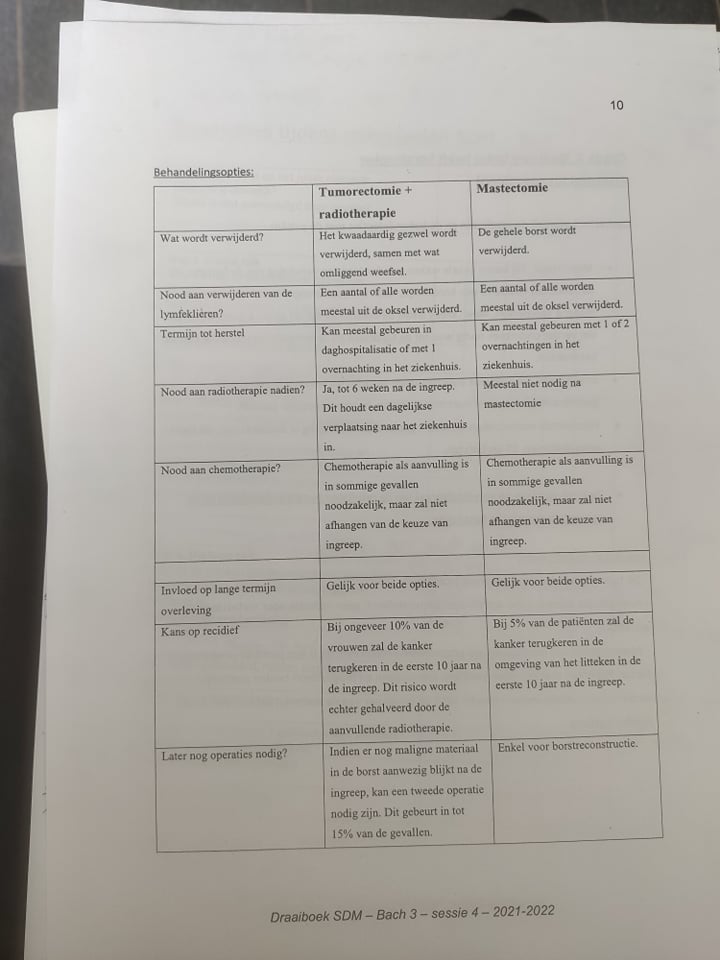 10
Behandelingsopties:
Tumorectomie +
radiotherapie
Mastectomie
Wat wordt verwijderd?
Het kwaadaardig gezwel wordt
verwijderd, samen met wat
omliggend weefsel.
De gehele borst wordt
verwijderd.
Nood aan verwijderen van de
lymfeklieren?
Een aantal of alle worden
meestal uit de oksel verwijderd.
Een aantal of alle worden
meestal uit de oksel verwijderd.
Termijn tot herstel
Kan meestal gebeuren in
daghospitalisatie of met 1
overnachting in het ziekenhuis.
Kan meestal gebeuren met 1 of 2
overnachtingen in het
ziekenhuis.
Nood aan radiotherapie nadien?
Ja, tot 6 weken na de ingreep.
Dit houdt een dagelijkse
verplaatsing naar het ziekenhuis
in.
Meestal niet nodig na
mastectomie
Nood aan chemotherapie?
Chemotherapie als aanvulling is
in sommige gevallen
noodzakelijk, maar zal niet
afhangen van de keuze van
ingreep.
Chemotherapie als aanvulling is
in sommige gevallen
noodzakelijk, maar zal niet
afhangen van de keuze van
ingreep.
Invloed op lange termijn
overleving
Gelijk voor beide opties.
Gelijk voor beide opties.
Kans op recidief
Bij ongeveer 10% van de
vrouwen zal de kanker
terugkeren in de eerste 10 jaar na
de ingreep. Dit risico wordt
echter gehalveerd door de
aanvullende radiotherapie.
Bij 5% van de patiënten zal de
kanker terugkeren in de
omgeving van het litteken in de
eerste 10 jaar na de ingreep.
Later nog operaties nodig?
Indien er nog maligne materiaal
in de borst aanwezig blijkt na de
ingreep, kan een tweede operatie
nodig zijn. Dit gebeurt in tot
15% van de gevallen.
Enkel voor borstreconstructie.
Draaiboek SDM – Bach 3 – sessie 4 – 2021-2022